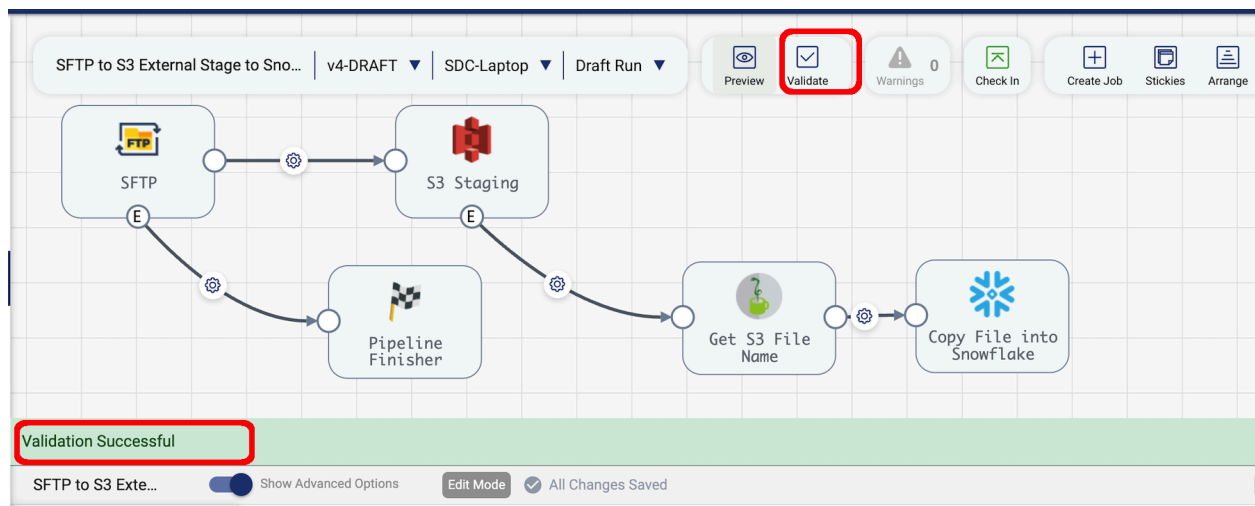 SFTP to S3 External Stage to Sno...
v4-DRAFT
SDC-Laptop
Draft Run
Preview
Validate
Warnings
0
Check In
Create Job
Stickies
Arrange
FTP
SFTP
E
S3 Staging
E
Pipeline
Finisher
Get S3 File
Name
Copy File into
Snowflake
Validation Successful
SFTP to S3 Exte...
Show Advanced Options
Edit Mode
All Changes Saved